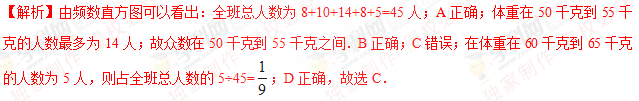 【解析】由频数直方图可以看出：全班总人数为 8+10+14+8+5=45 人；A 正确；体重在 50 千克到 55 千
克的人数最多为 14 人；故众数在 50 千克到 55 千克之间．B 正确；C 错误；在体重在 60 千克到 65 千克
的人数为 5 人，则占全班总人数的 5÷45=1/9；D 正确，故选 C．